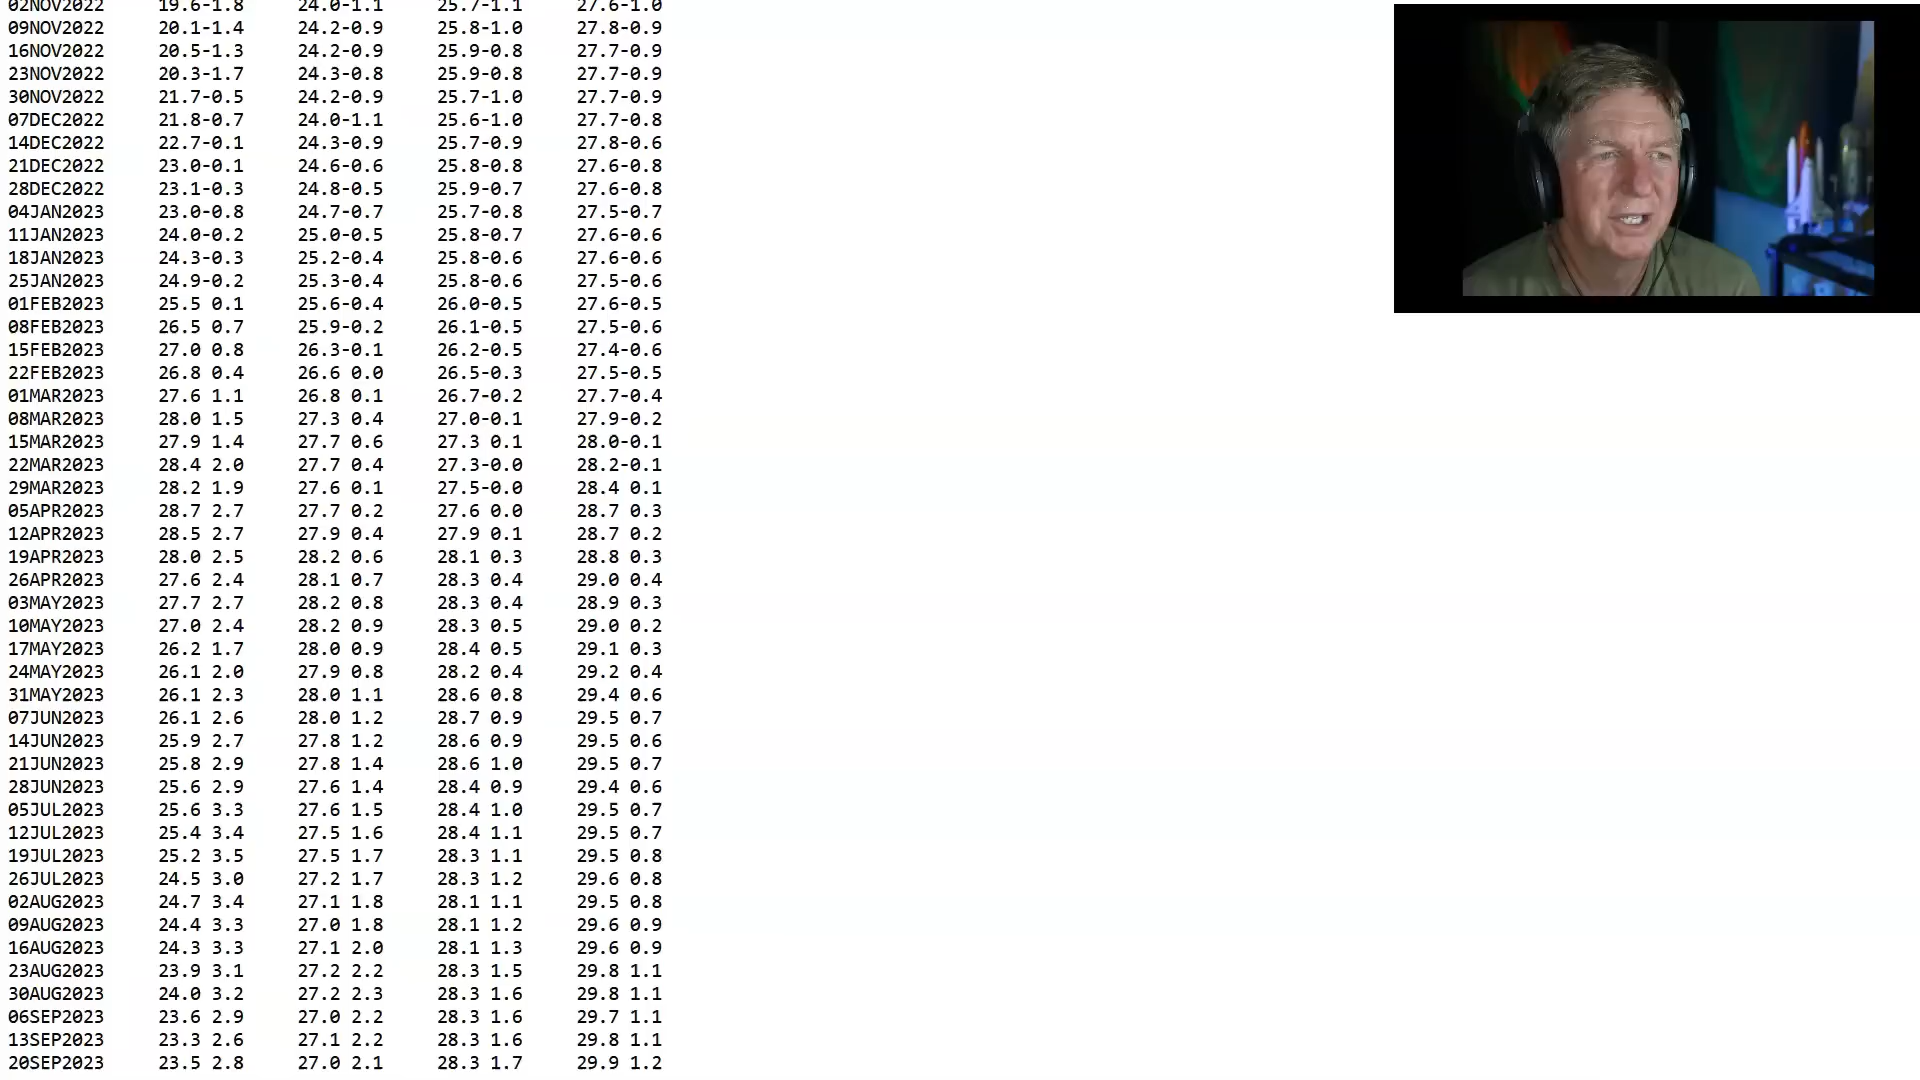 02NOV2022     19.6-1.8     24.0-1.1     25.7-1.1     27.6-1.0
09NOV2022     20.1-1.4     24.2-0.9     25.8-1.0     27.8-0.9
16NOV2022     20.5-1.3     24.2-0.9     25.9-0.8     27.7-0.9
23NOV2022     20.3-1.7     24.3-0.8     25.9-0.8     27.7-0.9
30NOV2022     21.7-0.5     24.2-0.9     25.7-1.0     27.7-0.9
07DEC2022     21.8-0.7     24.0-1.1     25.6-1.0     27.7-0.8
14DEC2022     22.7-0.1     24.3-0.9     25.7-0.9     27.8-0.6
21DEC2022     23.0-0.1     24.6-0.6     25.8-0.8     27.6-0.8
28DEC2022     23.1-0.3     24.8-0.5     25.9-0.7     27.6-0.8
04JAN2023     23.0-0.8     24.7-0.7     25.7-0.8     27.5-0.7
11JAN2023     24.0-0.2     25.0-0.5     25.8-0.7     27.6-0.6
18JAN2023     24.3-0.3     25.2-0.4     25.8-0.6     27.6-0.6
25JAN2023     24.9-0.2     25.3-0.4     25.8-0.6     27.5-0.6
01FEB2023     25.5 0.1     25.6-0.4     26.0-0.5     27.6-0.5
08FEB2023     26.5 0.7     25.9-0.2     26.1-0.5     27.5-0.6
15FEB2023     27.0 0.8     26.3-0.1     26.2-0.5     27.4-0.6
22FEB2023     26.8 0.4     26.6 0.0     26.5-0.3     27.5-0.5
01MAR2023     27.6 1.1     26.8 0.1     26.7-0.2     27.7-0.4
08MAR2023     28.0 1.5     27.3 0.4     27.0-0.1     27.9-0.2
15MAR2023     27.9 1.4     27.7 0.6     27.3 0.1     28.0-0.1
22MAR2023     28.4 2.0     27.7 0.4     27.3-0.0     28.2-0.1
29MAR2023     28.2 1.9     27.6 0.1     27.5-0.0     28.4 0.1
05APR2023     28.7 2.7     27.7 0.2     27.6 0.0     28.7 0.3
12APR2023     28.5 2.7     27.9 0.4     27.9 0.1     28.7 0.2
19APR2023     28.0 2.5     28.2 0.6     28.1 0.3     28.8 0.3
26APR2023     27.6 2.4     28.1 0.7     28.3 0.4     29.0 0.4
03MAY2023     27.7 2.7     28.2 0.8     28.3 0.4     28.9 0.3
10MAY2023     27.0 2.4     28.2 0.9     28.3 0.5     29.0 0.2
17MAY2023     26.2 1.7     28.0 0.9     28.4 0.5     29.1 0.3
24MAY2023     26.1 2.0     27.9 0.8     28.2 0.4     29.2 0.4
31MAY2023     26.1 2.3     28.0 1.1     28.6 0.8     29.4 0.6
07JUN2023     26.1 2.6     28.0 1.2     28.7 0.9     29.5 0.7
14JUN2023     25.9 2.7     27.8 1.2     28.6 0.9     29.5 0.6
21JUN2023     25.8 2.9     27.8 1.4     28.6 1.0     29.5 0.7
28JUN2023     25.6 2.9     27.6 1.4     28.4 0.9     29.4 0.6
05JUL2023     25.6 3.3     27.6 1.5     28.4 1.0     29.5 0.7
12JUL2023     25.4 3.4     27.5 1.6     28.4 1.1     29.5 0.7
19JUL2023     25.2 3.5     27.5 1.7     28.3 1.1     29.5 0.8
26JUL2023     24.5 3.0     27.2 1.7     28.3 1.2     29.6 0.8
02AUG2023     24.7 3.4     27.1 1.8     28.1 1.1     29.5 0.8
09AUG2023     24.4 3.3     27.0 1.8     28.1 1.2     29.6 0.9
16AUG2023     24.3 3.3     27.1 2.0     28.1 1.3     29.6 0.9
23AUG2023     23.9 3.1     27.2 2.2     28.3 1.5     29.8 1.1
30AUG2023     24.0 3.2     27.2 2.3     28.3 1.6     29.8 1.1
06SEP2023     23.6 2.9     27.0 2.2     28.3 1.6     29.7 1.1
13SEP2023     23.3 2.6     27.1 2.2     28.3 1.6     29.8 1.1
20SEP2023     23.5 2.8     27.0 2.1     28.3 1.7     29.9 1.2